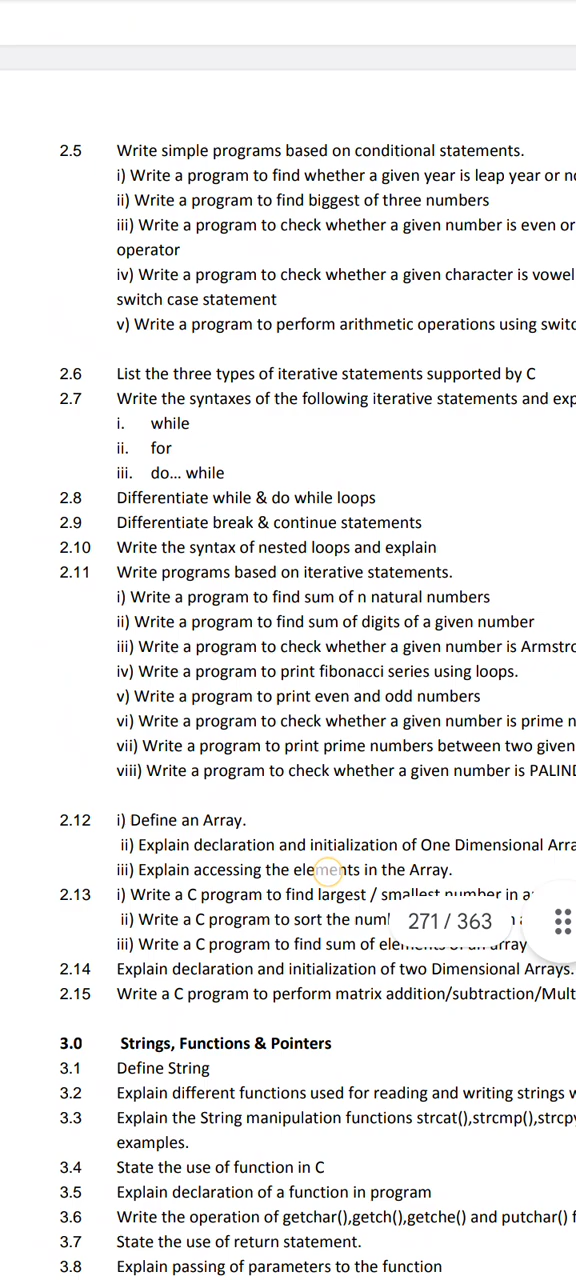 2.5 Write simple programs based on conditional statements.
i) Write a program to find whether a given year is leap year or
ii) Write a program to find biggest of three numbers
iii) Write a program to check whether a given number is even or
operator
iv) Write a program to check whether a given character is vowel
switch case statement
v) Write a program to perform arithmetic operations using
2.6 List the three types of iterative statements supported by C
2.7 Write the syntaxes of the following iterative statements and
i. while
ii. for
iii. do... while
2.8 Differentiate while & do while loops
2.9 Differentiate break & continue statements
2.10 Write the syntax of nested loops and explain
2.11 Write programs based on iterative statements.
i) Write a program to find sum of n natural numbers
ii) Write a program to find sum of digits of a given number
iii) Write a program to check whether a given number is
iv) Write a program to print fibonacci series using loops.
v) Write a program to print even and odd numbers
vi) Write a program to check whether a given number is prime
vii) Write a program to print prime numbers between two given
viii) Write a program to check whether a given number is
2.12 i) Define an Array.
ii) Explain declaration and initialization of One Dimensional
iii) Explain accessing the elements in the Array.
2.13 i) Write a C program to find largest / smallest number in
ii) Write a C program to sort the
271 / 363
iii) Write a C program to find sum of elements of an array
2.14 Explain declaration and initialization of two Dimensional Arrays.
2.15 Write a C program to perform matrix addition/subtraction/
3.0 Strings, Functions & Pointers
3.1 Define String
3.2 Explain different functions used for reading and writing strings
3.3 Explain the String manipulation functions strcat(),strcmp(),
examples.
3.4 State the use of function in C
3.5 Explain declaration of a function in program
3.6 Write the operation of getchar(),getch(),getche() and putchar()
3.7 State the use of return statement.
3.8 Explain passing of parameters to the function